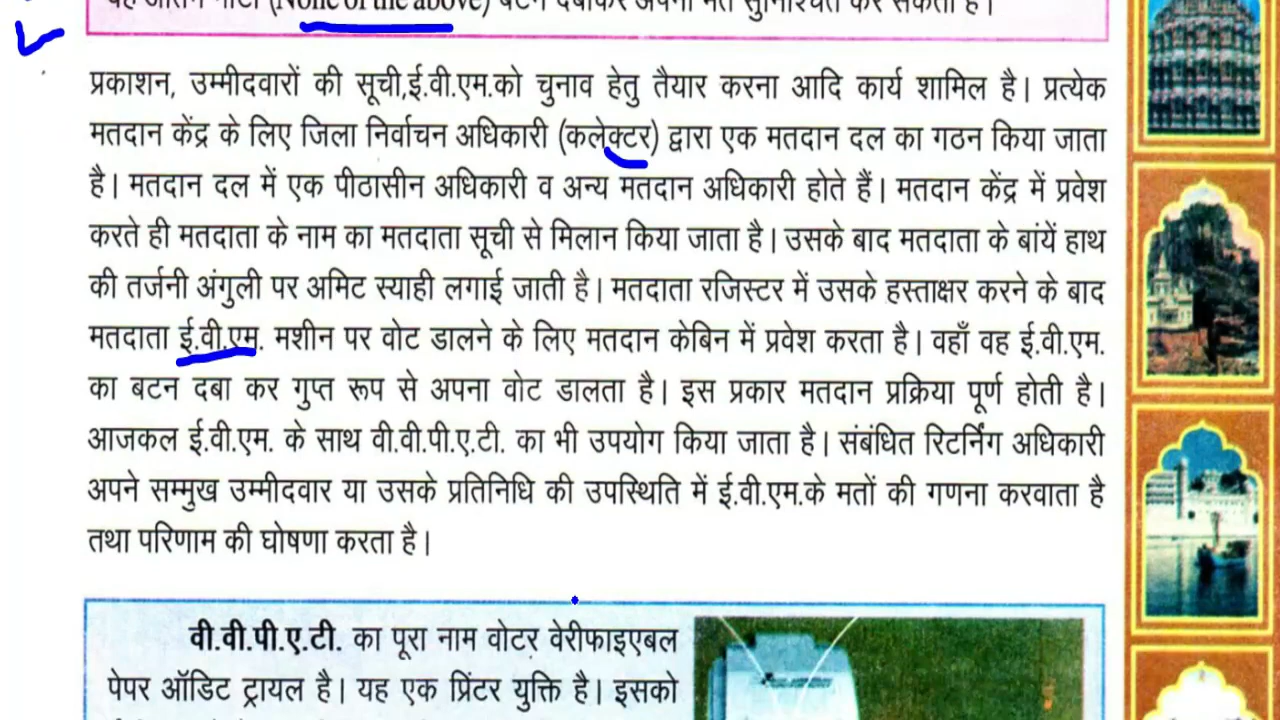 वह अंतिम नोटा (None of the above) बटन दबाकर अपना मत सुनिश्चित कर सकता है।
प्रकाशन, उम्मीदवारों की सूची,ई.वी.एम.को चुनाव हेतु तैयार करना आदि कार्य शामिल है। प्रत्येक
मतदान केंद्र के लिए जिला निर्वाचन अधिकारी (कलेक्टर) द्वारा एक मतदान दल का गठन किया जाता
है। मतदान दल में एक पीठासीन अधिकारी व अन्य मतदान अधिकारी होते हैं। मतदान केंद्र में प्रवेश
करते ही मतदाता के नाम का मतदाता सूची से मिलान किया जाता है। उसके बाद मतदाता के बांयें हाथ
की तर्जनी अंगुली पर अमिट स्याही लगाई जाती है। मतदाता रजिस्टर में उसके हस्ताक्षर करने के बाद
मतदाता ई.वी.एम. मशीन पर वोट डालने के लिए मतदान केबिन में प्रवेश करता है। वहाँ वह ई.वी.एम.
का बटन दबा कर गुप्त रूप से अपना वोट डालता है। इस प्रकार मतदान प्रक्रिया पूर्ण होती है।
आजकल ई.वी.एम. के साथ वी.वी.पी.ए.टी. का भी उपयोग किया जाता है। संबंधित रिटर्निंग अधिकारी
अपने सम्मुख उम्मीदवार या उसके प्रतिनिधि की उपस्थिति में ई.वी.एम.के मतों की गणना करवाता है
तथा परिणाम की घोषणा करता है।
वी.वी.पी.ए.टी. का पूरा नाम वोटर वेरीफाइएबल
पेपर ऑडिट ट्रायल है। यह एक प्रिंटर युक्ति है। इसको